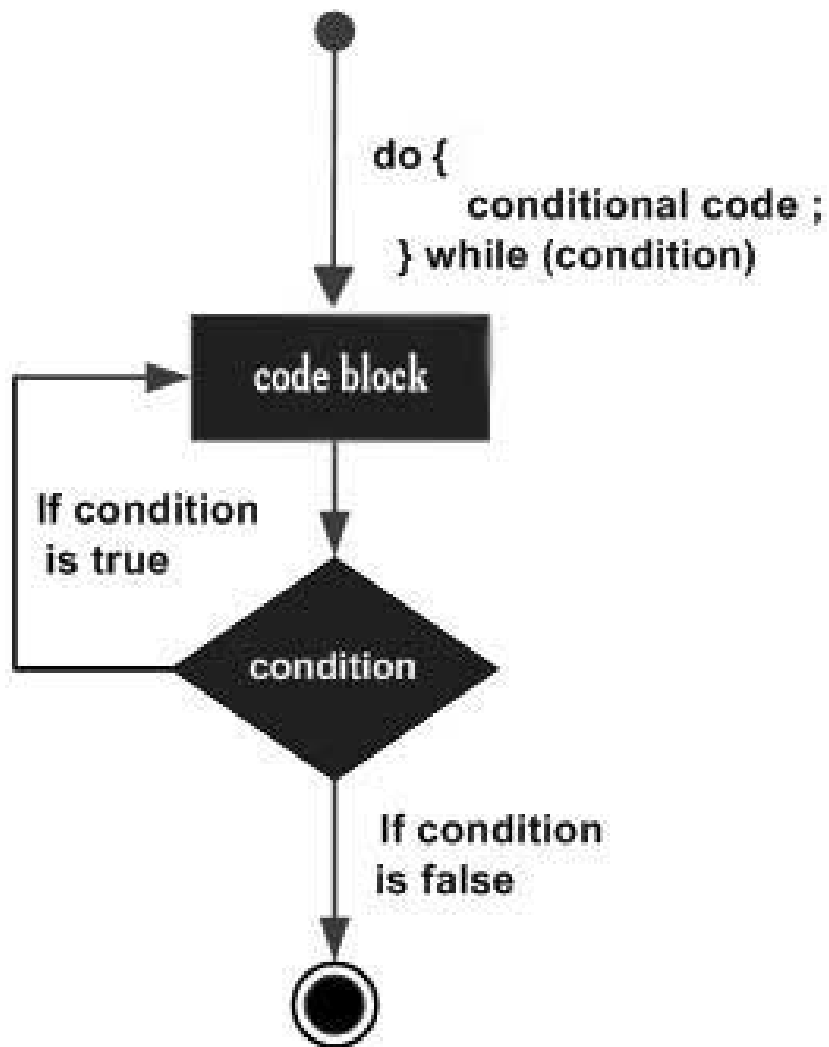 do {
conditional code ;
} while (condition)
code block
If condition
is true
condition
If condition
is false